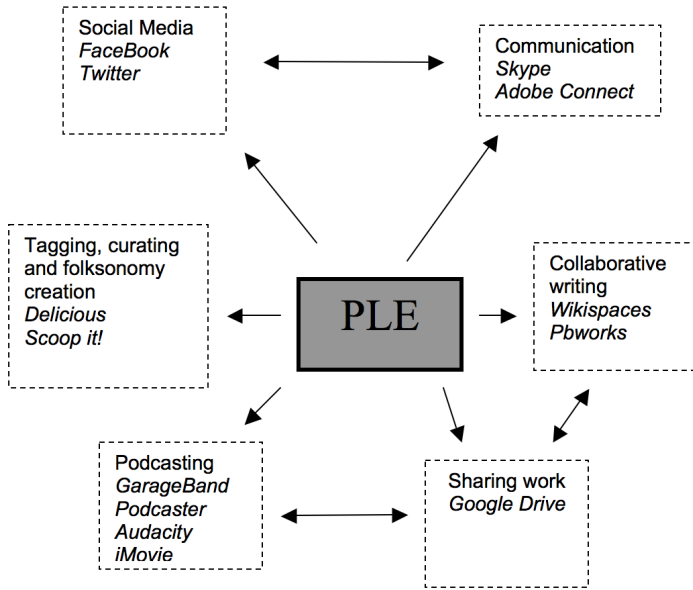 Social Media
FaceBook
Twitter
Communication
Skype
Adobe Connect
Tagging, curating
and folksonomy
creation
Delicious
Scoop it!
PLE
Collaborative
writing
Wikispaces
Pbworks
Podcasting
GarageBand
Podcaster
Audacity
iMovie
Sharing work
Google Drive